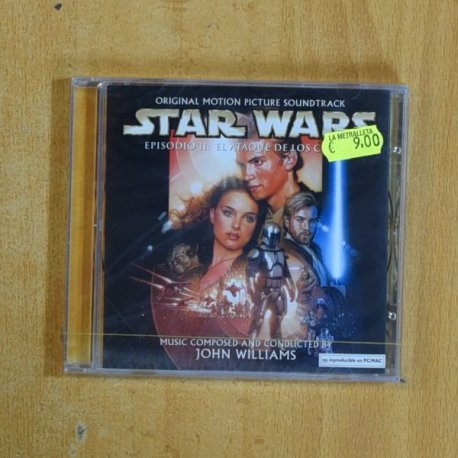 ORIGINAL MOTION PICTURE SOUNDTRACK
STAR WARS
LA METRALLETA
€ 9,00
EPISODIO II: EL ATAQUE DE LOS
MUSIC COMPOSED AND CONDUCTED BY
JOHN WILLIAMS
no reproducible en PC/MAC